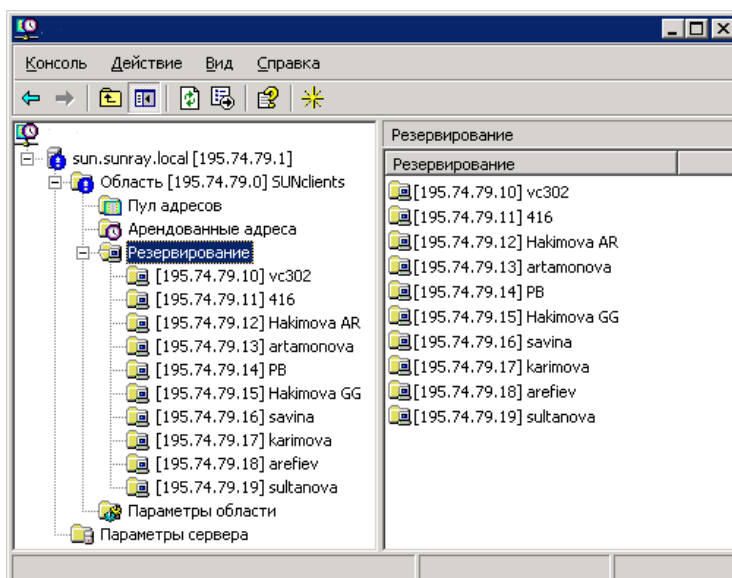 Консоль Действие Вид Справка
sun.sunray.local [195.74.79.1]
Область [195.74.79.0] SUNclients
Пул адресов
Арендованные адреса
Резервирование
[195.74.79.10] vc302
[195.74.79.11] 416
[195.74.79.12] Hakimova AR
[195.74.79.13] artamonova
[195.74.79.14] PB
[195.74.79.15] Hakimova GG
[195.74.79.16] savina
[195.74.79.17] karimova
[195.74.79.18] arefiev
[195.74.79.19] sultanova
Параметры области
Параметры сервера
Резервирование
Резервирование
[195.74.79.10] vc302
[195.74.79.11] 416
[195.74.79.12] Hakimova AR
[195.74.79.13] artamonova
[195.74.79.14] PB
[195.74.79.15] Hakimova GG
[195.74.79.16] savina
[195.74.79.17] karimova
[195.74.79.18] arefiev
[195.74.79.19] sultanova